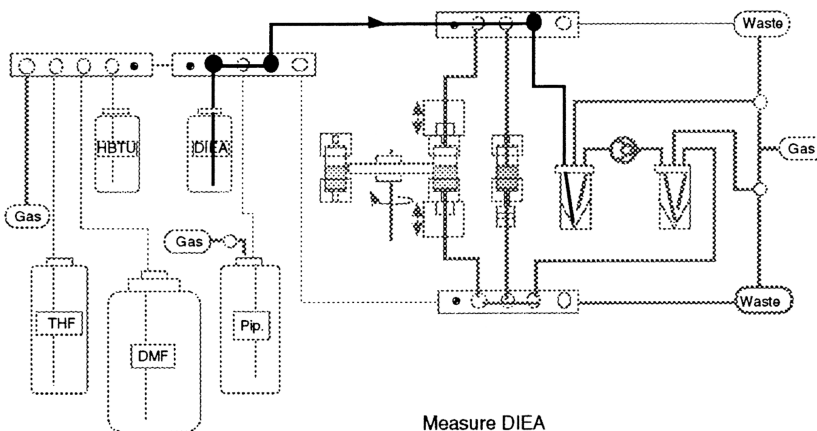 Waste
HBTU
DIEA
Gas
Gas
Gas
THF
DMF
Pip.
Waste
Measure DIEA